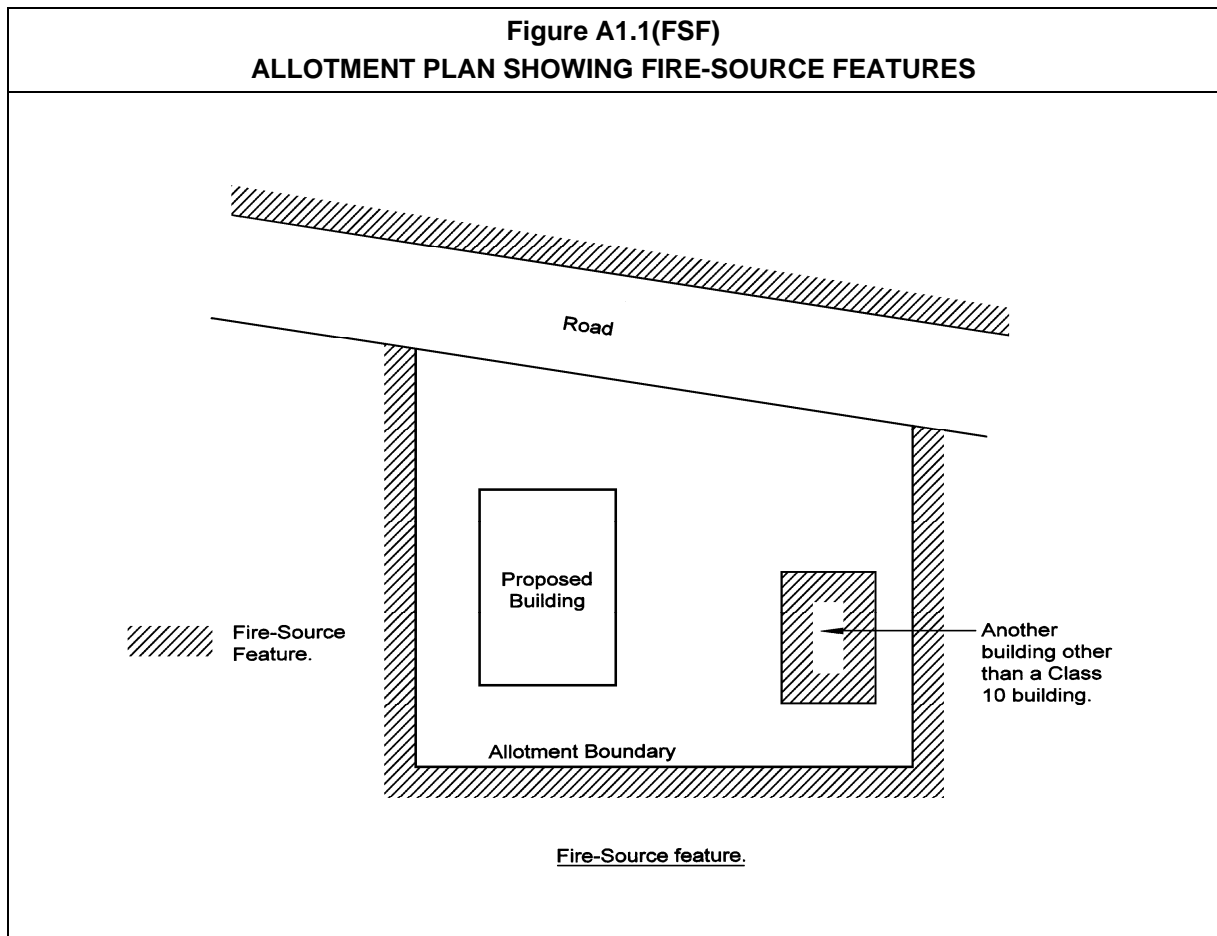 Figure A1.1(FSF)
ALLOTMENT PLAN SHOWING FIRE-SOURCE FEATURES
Road
Proposed
Building
Fire-Source
Feature.
Another
building other
than a Class
10 building.
Allotment Boundary
Fire-Source feature.